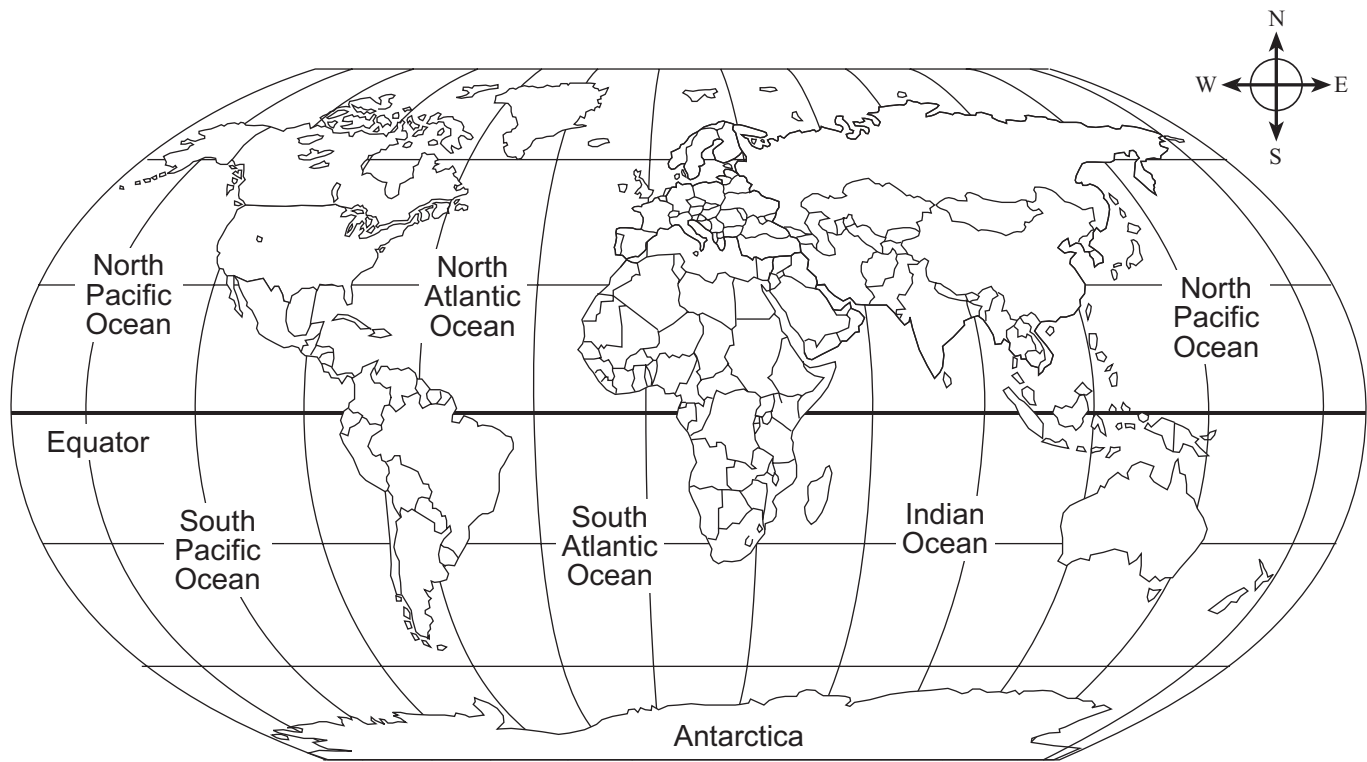 N
W E
S
North
Pacific
Ocean
North
Atlantic
Ocean
North
Pacific
Ocean
Equator
South
Pacific
Ocean
South
Atlantic
Ocean
Indian
Ocean
Antarctica